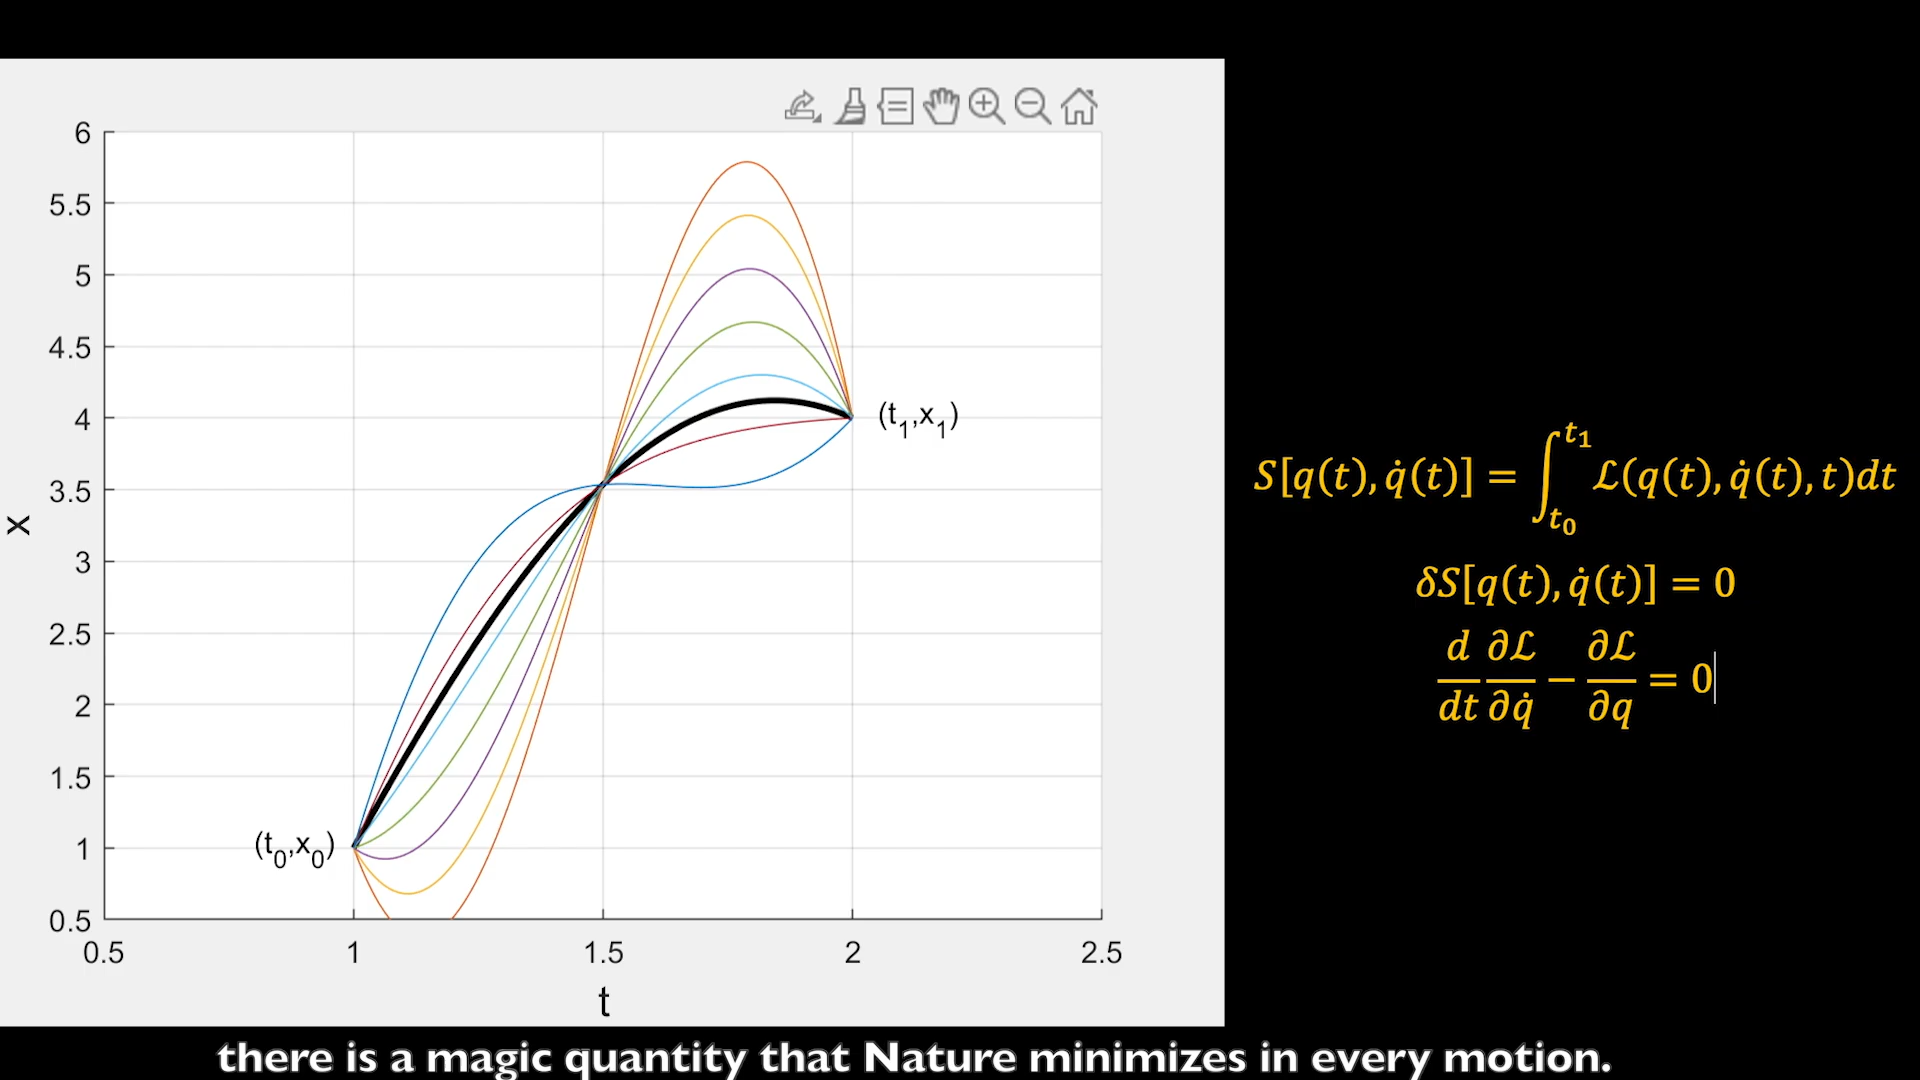 6
5.5
5
4.5
4
3.5
3
2.5
2
1.5
1
0.5
0.5 1 1.5 2 2.5
x
t
(t₀,x₀)
(t₁,x₁)
S[q(t), q̇(t)] = ∫_{t₀}^{t₁} ℒ(q(t), q̇(t), t)dt
δS[q(t), q̇(t)] = 0
d/dt ∂ℒ/∂q̇ − ∂ℒ/∂q = 0
there is a magic quantity that Nature minimizes in every motion.